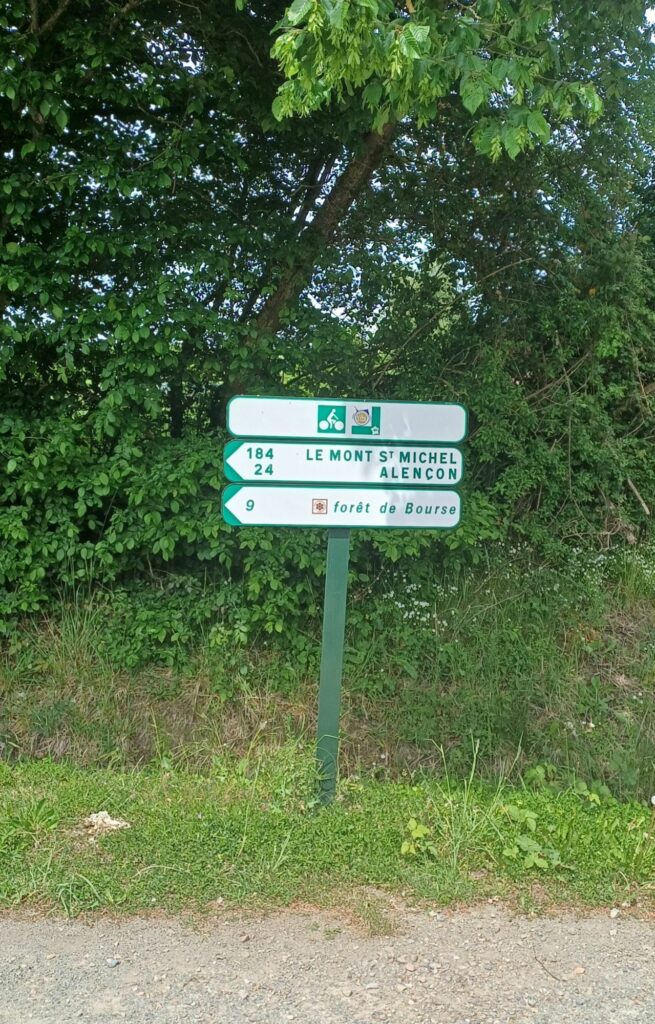 184 LE MONT ST MICHEL
24 ALENÇON
9 forêt de Bourse